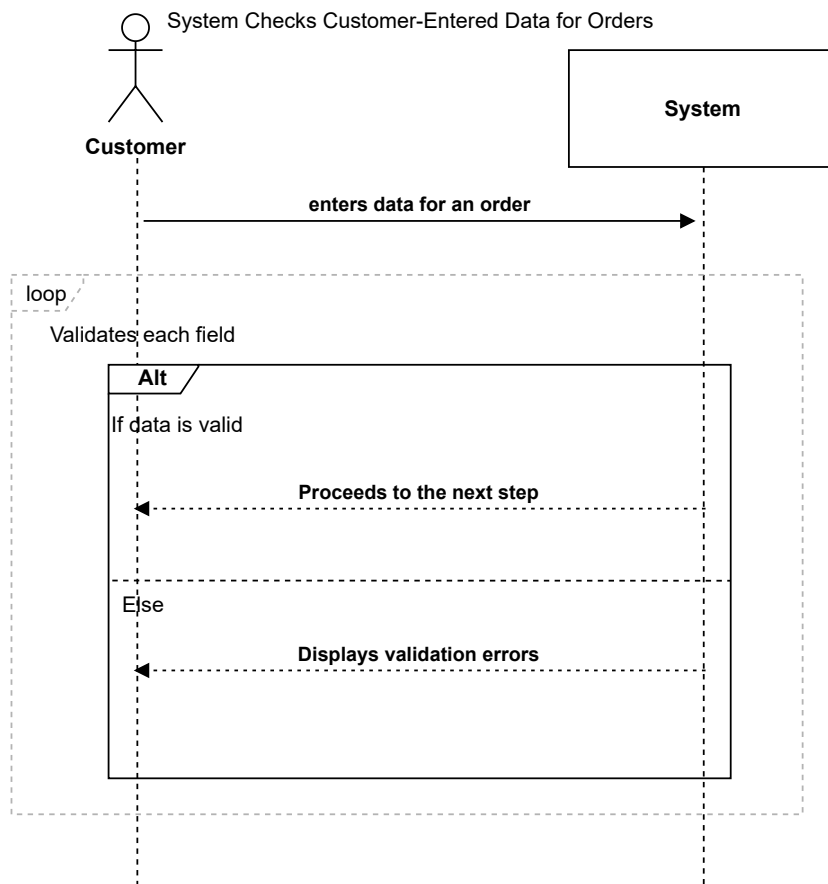 System Checks Customer-Entered Data for Orders
System
Customer
enters data for an order
loop
Validates each field
Alt
If data is valid
Proceeds to the next step
Else
Displays validation errors